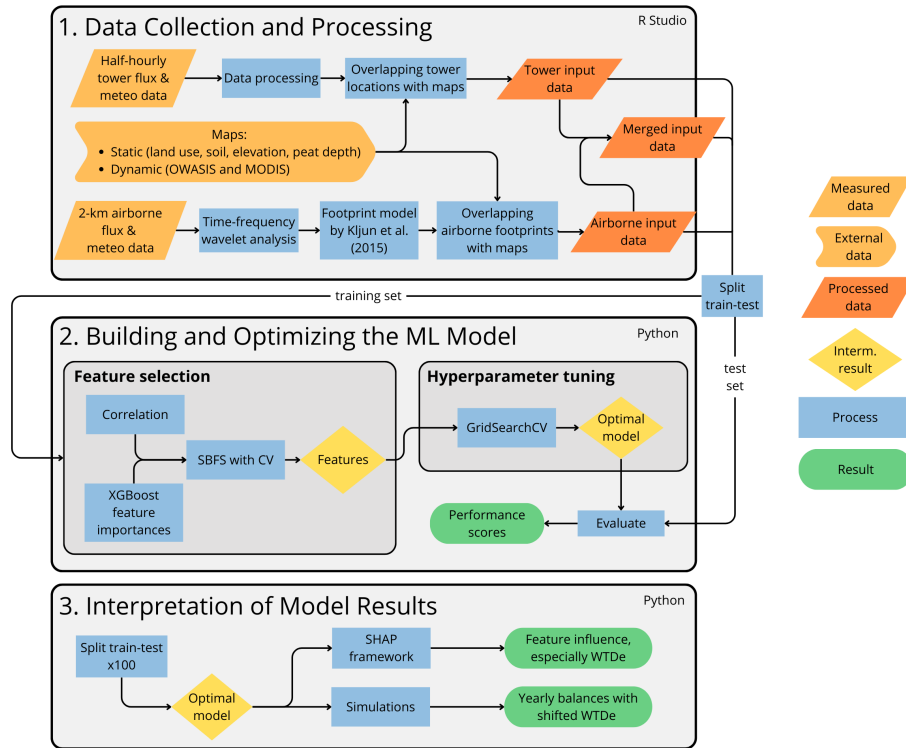 1. Data Collection and Processing
R Studio
Half-hourly
tower flux &
meteo data
Data processing
Overlapping tower
locations with maps
Tower input
data
Merged input
data
Maps:
• Static (land use, soil, elevation, peat depth)
• Dynamic (OWASIS and MODIS)
2-km airborne
flux &
meteo data
Time-frequency
wavelet analysis
Footprint model
by Kljun et al.
(2015)
Overlapping
airborne footprints
with maps
Airborne input
data
Measured
data
External
data
Processed
data
Interm.
result
Process
Result
Split
train-test
training set
test
set
2. Building and Optimizing the ML Model
Python
Feature selection
Correlation
XGBoost
feature
importances
SBFS with CV
Features
Hyperparameter tuning
GridSearchCV
Optimal
model
Performance
scores
Evaluate
3. Interpretation of Model Results
Python
Split train-test
x100
Optimal
model
SHAP
framework
Feature influence,
especially WTDe
Simulations
Yearly balances with
shifted WTDe